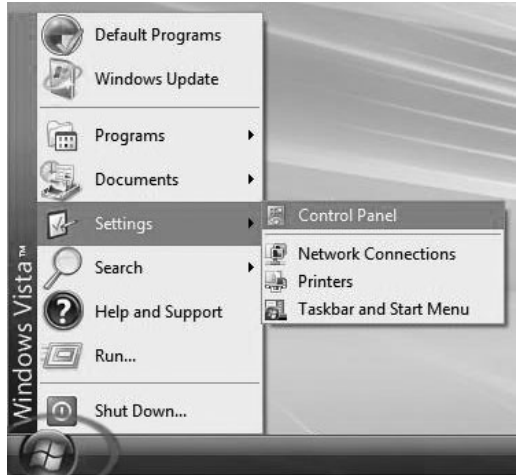 Default Programs
Windows Update
Programs
Documents
Settings
Control Panel
Network Connections
Printers
Taskbar and Start Menu
Search
Help and Support
Run...
Shut Down...
Windows Vista™